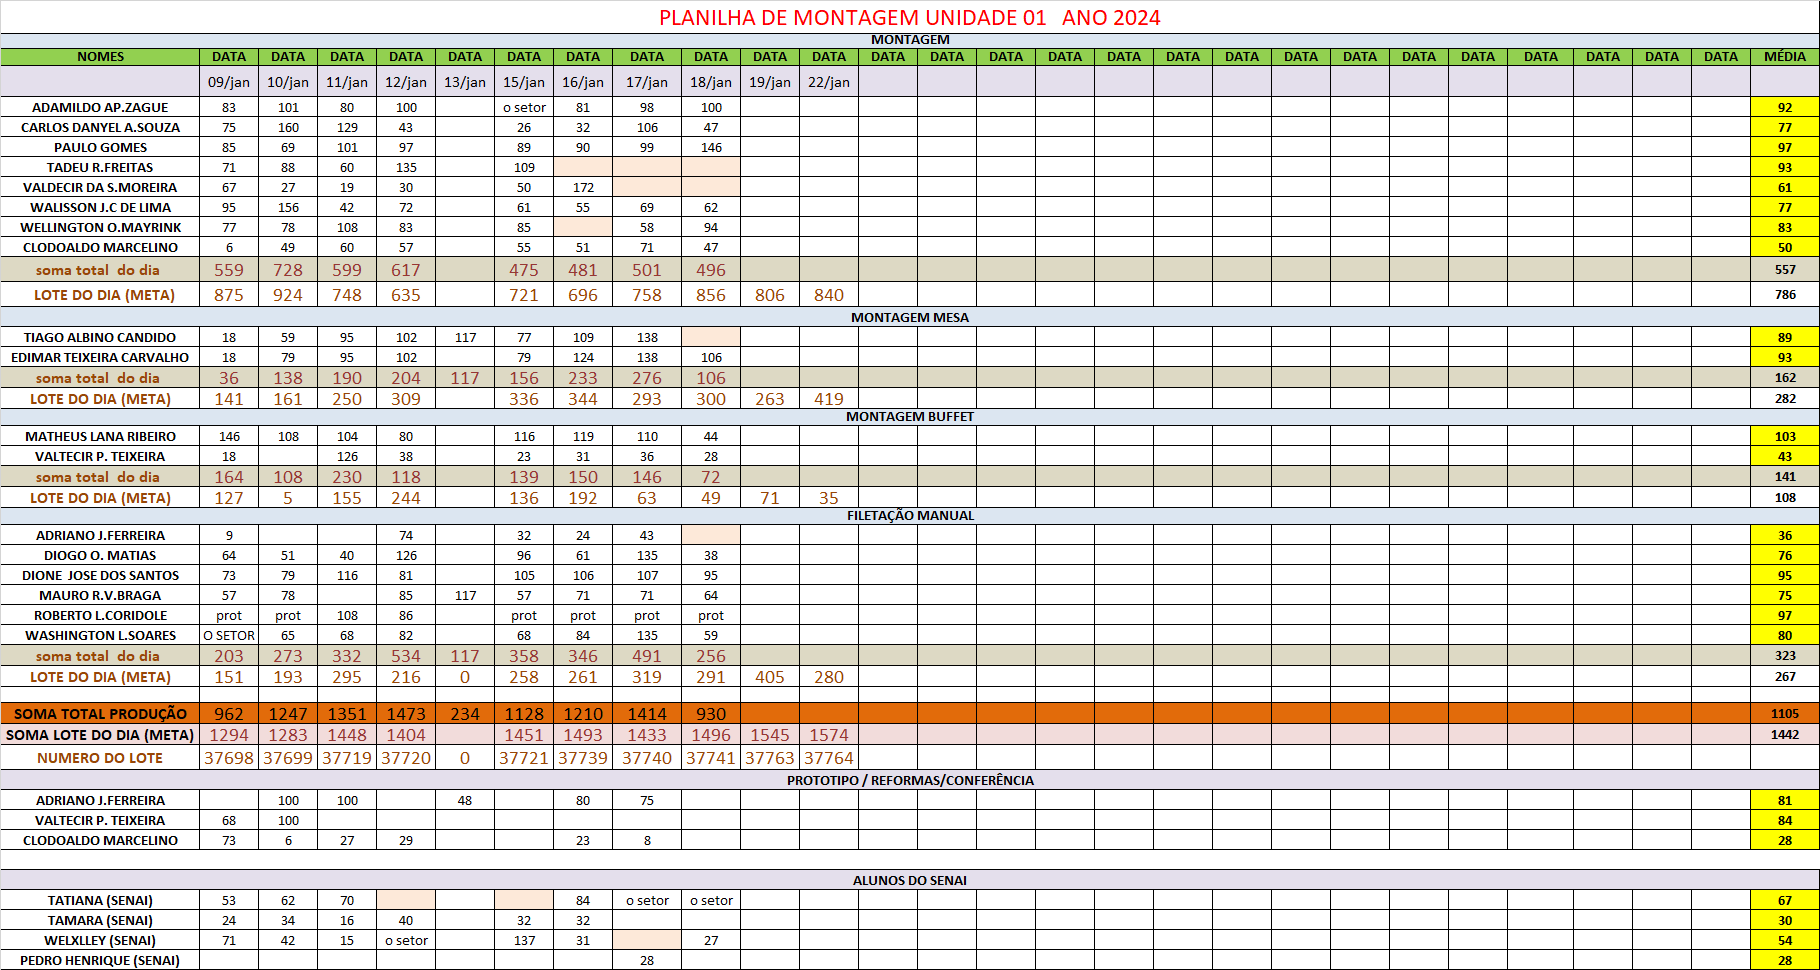 PLANILHA DE MONTAGEM UNIDADE 01 ANO 2024
MONTAGEM
NOMES DATA DATA DATA DATA DATA DATA DATA DATA DATA DATA DATA DATA DATA DATA DATA DATA DATA DATA DATA DATA DATA DATA DATA DATA DATA DATA MÉDIA
09/jan 10/jan 11/jan 12/jan 13/jan 15/jan 16/jan 17/jan 18/jan 19/jan 22/jan
ADAMILDO AP.ZAGUE 83 101 80 100 o setor 81 98 100 92
CARLOS DANYEL A.SOUZA 75 160 129 43 26 32 106 47 77
PAULO GOMES 85 69 101 97 89 90 99 146 97
TADEU R.FREITAS 71 88 60 135 109 93
VALDECIR DA S.MOREIRA 67 27 19 30 50 172 61
WALISSON J.C DE LIMA 95 156 42 72 61 55 69 62 77
WELLINGTON O.MAYRINK 77 78 108 83 85 58 94 83
CLODOALDO MARCELINO 6 49 60 57 55 51 71 47 50
soma total do dia 559 728 599 617 475 481 501 496 557
LOTE DO DIA (META) 875 924 748 635 721 696 758 856 806 840 786
MONTAGEM MESA
TIAGO ALBINO CANDIDO 18 59 95 102 117 77 109 138 89
EDIMAR TEIXEIRA CARVALHO 18 79 95 102 79 124 138 106 93
soma total do dia 36 138 190 204 117 156 233 276 106 162
LOTE DO DIA (META) 141 161 250 309 336 344 293 300 263 419 282
MONTAGEM BUFFET
MATHEUS LANA RIBEIRO 146 108 104 80 116 119 110 44 103
VALTECIR P. TEIXEIRA 18 126 38 23 31 36 28 43
soma total do dia 164 108 230 118 139 150 146 72 141
LOTE DO DIA (META) 127 5 155 244 136 192 63 49 71 35 108
FILETAÇÃO MANUAL
ADRIANO J.FERREIRA 9 74 32 24 43 36
DIOGO O. MATIAS 64 51 40 126 96 61 135 38 76
DIONE JOSE DOS SANTOS 73 79 116 81 105 106 107 95 95
MAURO R.V.BRAGA 57 78 85 117 57 71 71 64 75
ROBERTO L.CORIDOLE prot prot 108 86 prot prot prot prot 97
WASHINGTON L.SOARES O SETOR 65 68 82 68 84 135 59 80
soma total do dia 203 273 332 534 117 358 346 491 256 323
LOTE DO DIA (META) 151 193 295 216 0 258 261 319 291 405 280 267
SOMA TOTAL PRODUÇÃO 962 1247 1351 1473 234 1128 1210 1414 930 1105
SOMA LOTE DO DIA (META) 1294 1283 1448 1404 1451 1493 1433 1496 1545 1574 1442
NUMERO DO LOTE 37698 37699 37719 37720 0 37721 37739 37740 37741 37763 37764
PROTOTIPO / REFORMAS/CONFERÊNCIA
ADRIANO J.FERREIRA 100 100 48 80 75 81
VALTECIR P. TEIXEIRA 68 100 84
CLODOALDO MARCELINO 73 6 27 29 23 8 28
ALUNOS DO SENAI
TATIANA (SENAI) 53 62 70 84 o setor o setor 67
TAMARA (SENAI) 24 34 16 40 32 32 30
WELXLLEY (SENAI) 71 42 15 o setor 137 31 27 54
PEDRO HENRIQUE (SENAI) 28 28